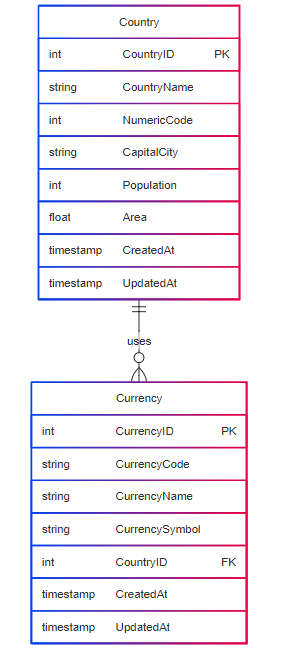 Country
int CountryID PK
string CountryName
int NumericCode
string CapitalCity
int Population
float Area
timestamp CreatedAt
timestamp UpdatedAt
uses
Currency
int CurrencyID PK
string CurrencyCode
string CurrencyName
string CurrencySymbol
int CountryID FK
timestamp CreatedAt
timestamp UpdatedAt